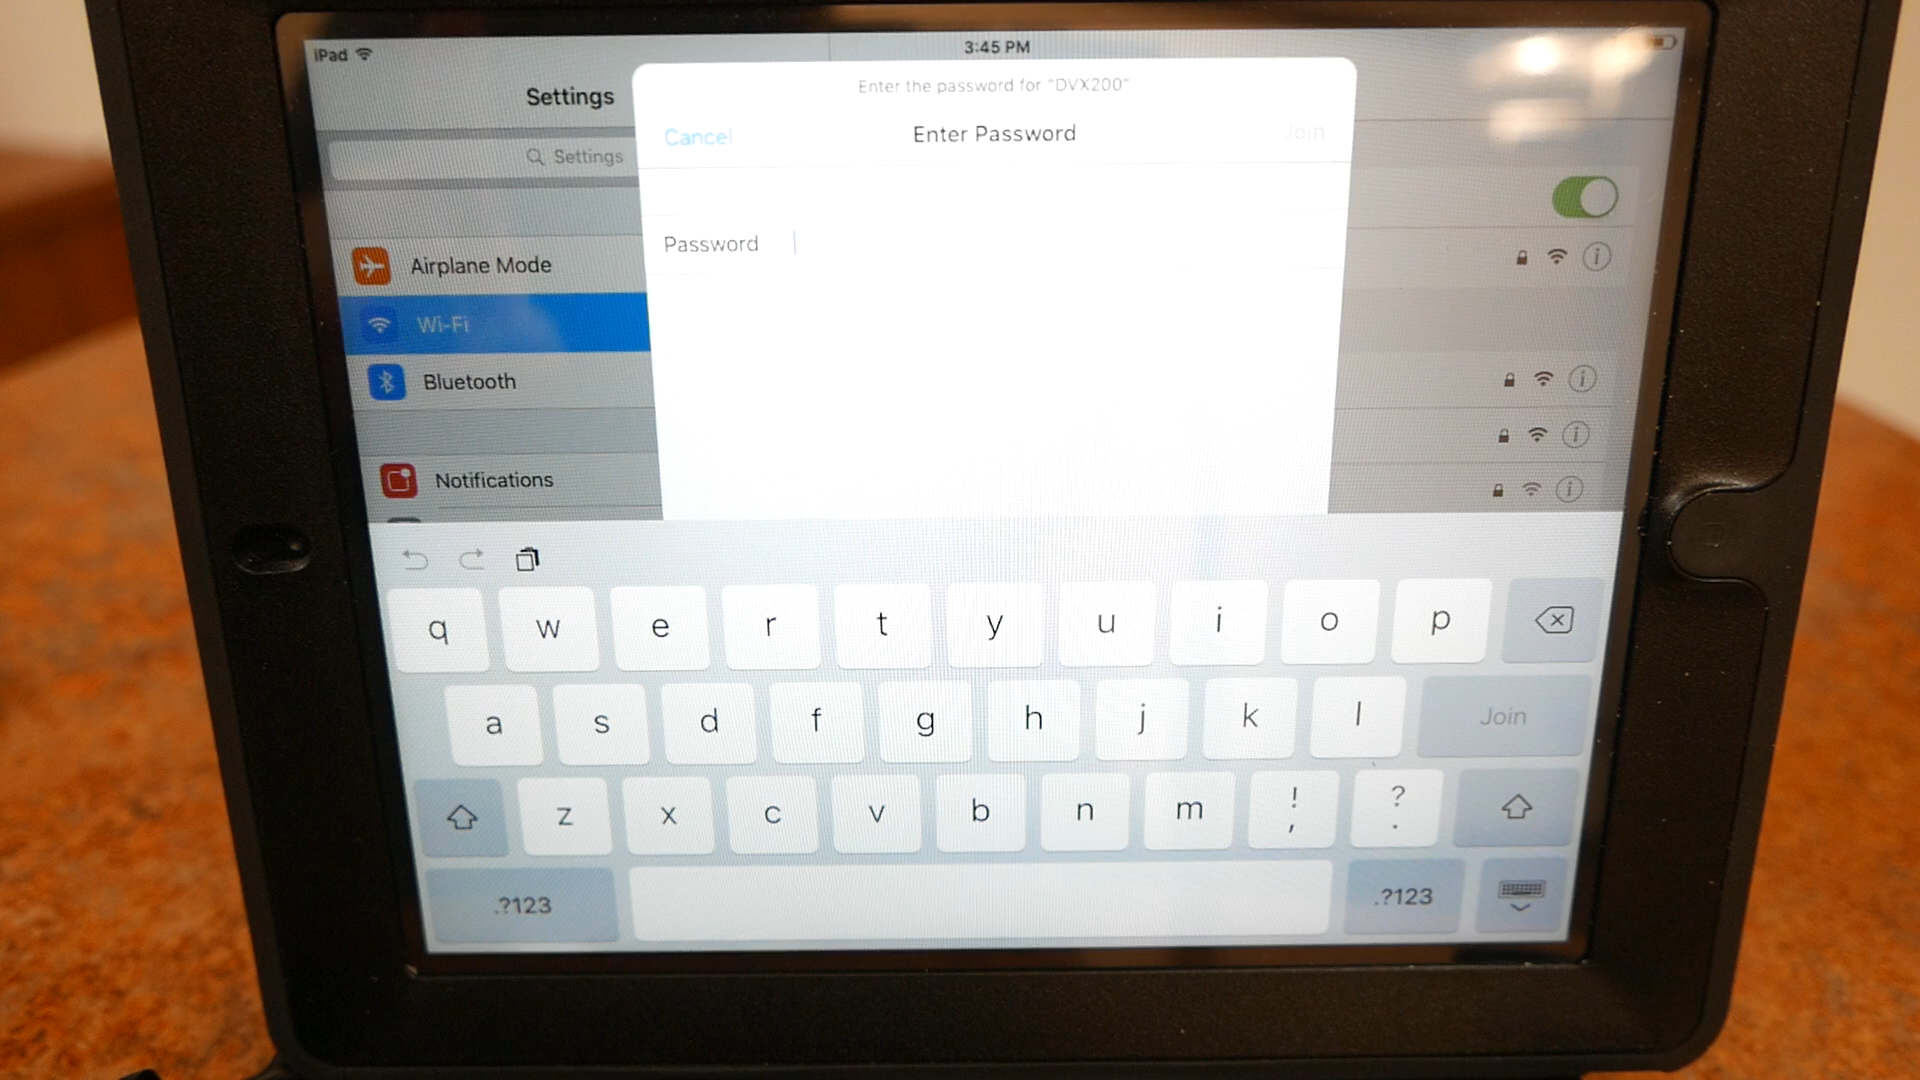 iPad 3:45 PM
Enter the password for "DVX200"
Settings
Cancel Enter Password Join
Settings
Password
Airplane Mode
Wi-Fi
Bluetooth
Notifications
q w e r t y u i o p
a s d f g h j k l Join
z x c v b n m ! , ? .
.?123 .?123